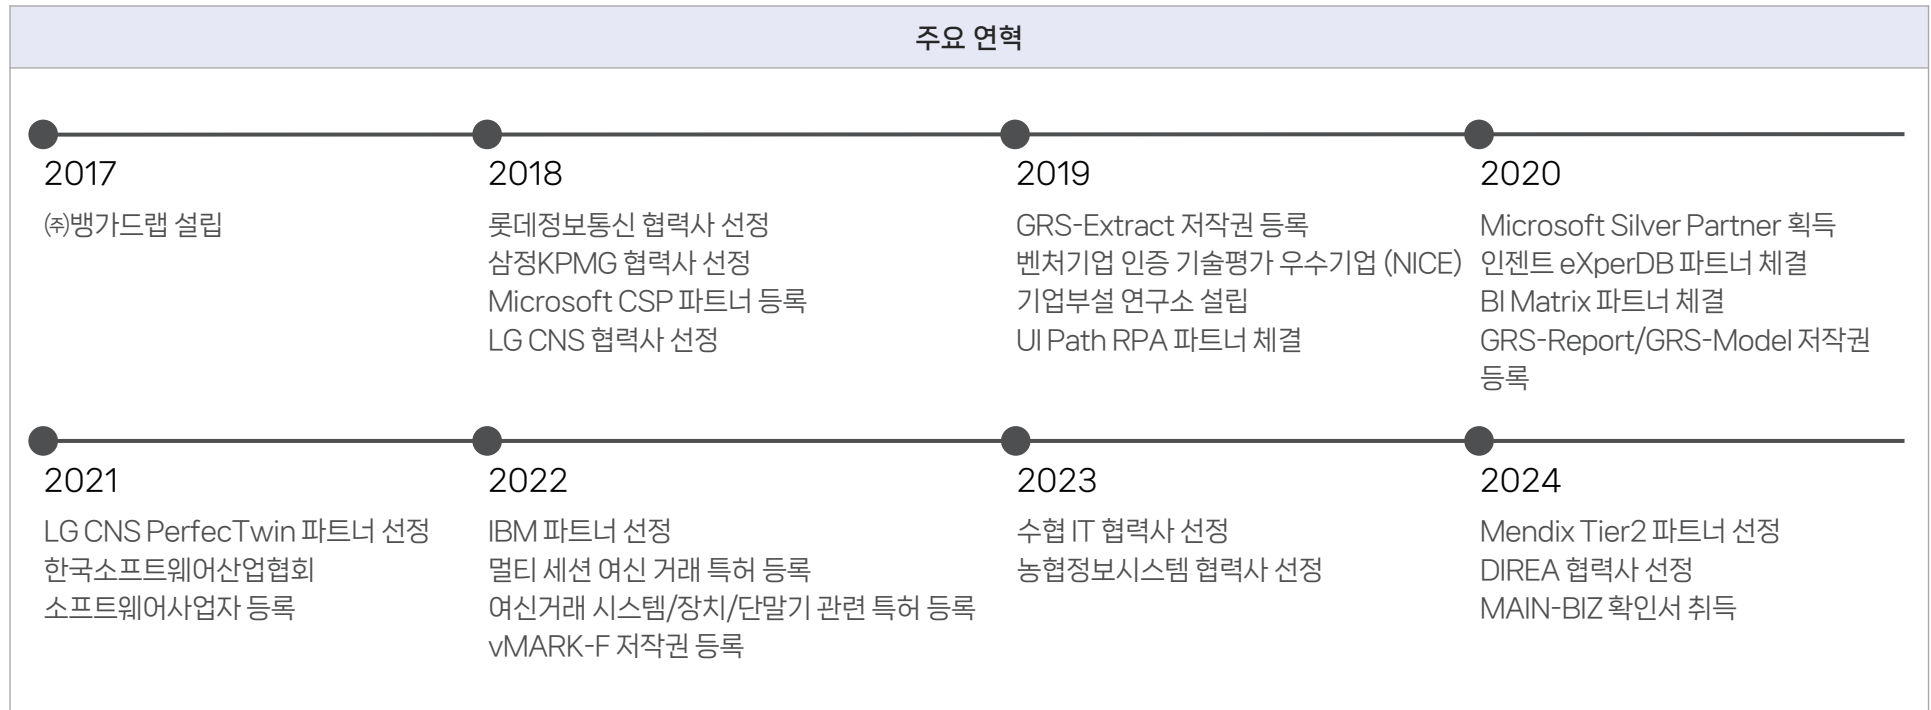 주요 연혁
2017
㈜뱅가드랩 설립
2018
롯데정보통신 협력사 선정
삼정KPMG 협력사 선정
Microsoft CSP 파트너 등록
LG CNS 협력사 선정
2019
GRS-Extract 저작권 등록
벤처기업 인증 기술평가 우수기업 (NICE)
기업부설 연구소 설립
UI Path RPA 파트너 체결
2020
Microsoft Silver Partner 획득
인젠트 eXperDB 파트너 체결
BI Matrix 파트너 체결
GRS-Report/GRS-Model 저작권
등록
2021
LG CNS PerfecTwin 파트너 선정
한국소프트웨어산업협회
소프트웨어사업자 등록
2022
IBM 파트너 선정
멀티 세션 여신 거래 특허 등록
여신거래 시스템/장치/단말기 관련 특허 등록
vMARK-F 저작권 등록
2023
수협 IT 협력사 선정
농협정보시스템 협력사 선정
2024
Mendix Tier2 파트너 선정
DIREA 협력사 선정
MAIN-BIZ 확인서 취득